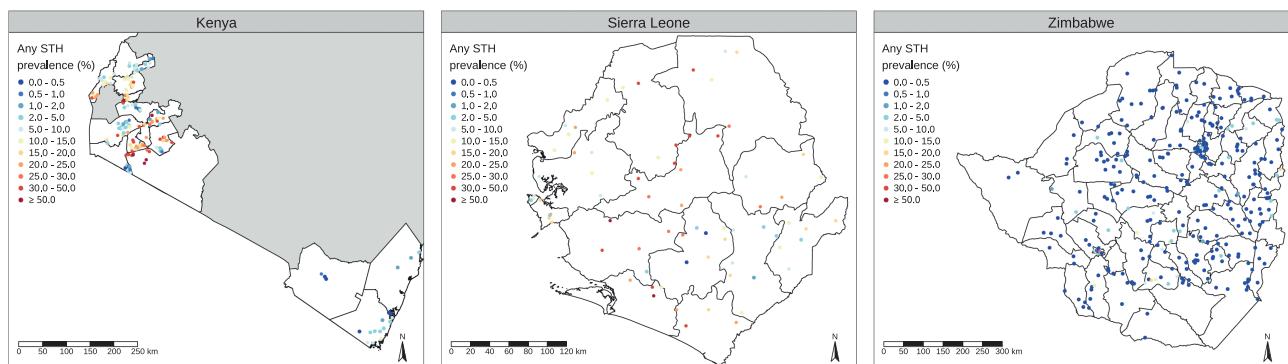 Kenya
Any STH
prevalence (%)
0.0 - 0.5
0.5 - 1.0
1.0 - 2.0
2.0 - 5.0
5.0 - 10.0
10.0 - 15.0
15.0 - 20.0
20.0 - 25.0
25.0 - 30.0
30.0 - 50.0
≥ 50.0
0 50 100 150 200 250 km
N
Sierra Leone
Any STH
prevalence (%)
0.0 - 0.5
0.5 - 1.0
1.0 - 2.0
2.0 - 5.0
5.0 - 10.0
10.0 - 15.0
15.0 - 20.0
20.0 - 25.0
25.0 - 30.0
30.0 - 50.0
≥ 50.0
0 20 40 60 80 100 120 km
N
Zimbabwe
Any STH
prevalence (%)
0.0 - 0.5
0.5 - 1.0
1.0 - 2.0
2.0 - 5.0
5.0 - 10.0
10.0 - 15.0
15.0 - 20.0
20.0 - 25.0
25.0 - 30.0
30.0 - 50.0
≥ 50.0
0 50 100 150 200 250 300 km
N